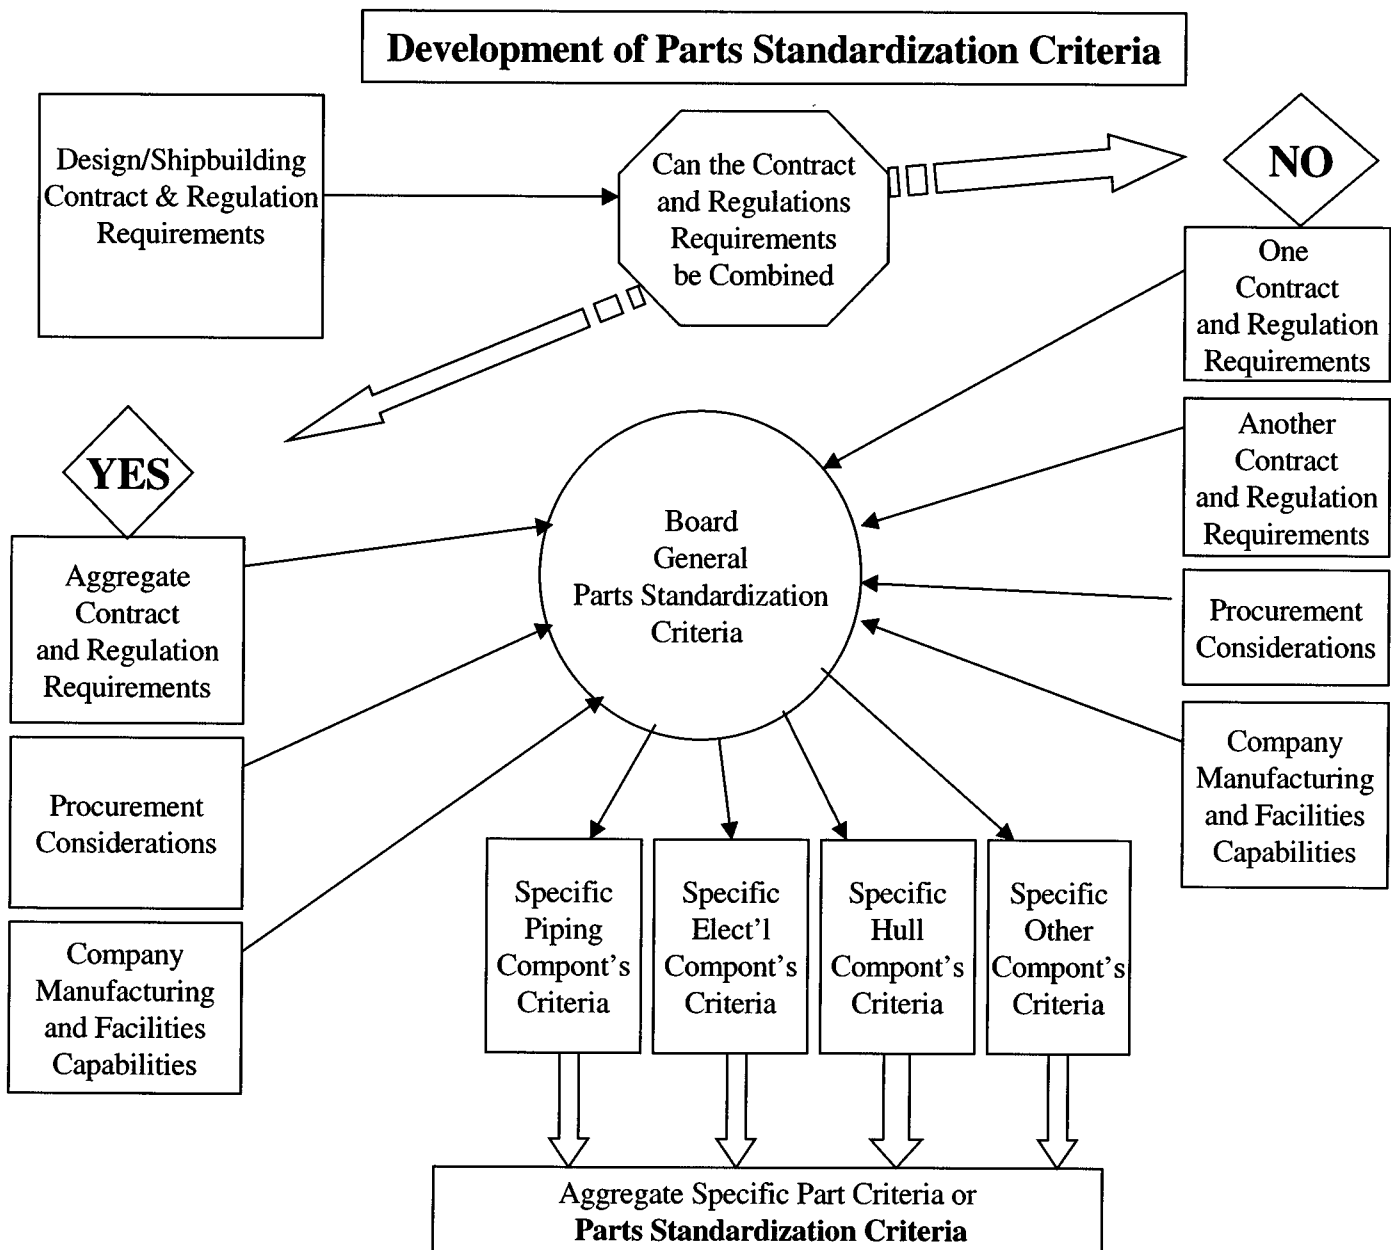 Development of Parts Standardization Criteria
Design/Shipbuilding
Contract & Regulation
Requirements
Can the Contract
and Regulations
Requirements
be Combined
NO
One
Contract
and Regulation
Requirements
Another
Contract
and Regulation
Requirements
Procurement
Considerations
Company
Manufacturing
and Facilities
Capabilities
YES
Aggregate
Contract
and Regulation
Requirements
Procurement
Considerations
Company
Manufacturing
and Facilities
Capabilities
Board
General
Parts Standardization
Criteria
Specific
Piping
Compont's
Criteria
Specific
Elect'l
Compont's
Criteria
Specific
Hull
Compont's
Criteria
Specific
Other
Compont's
Criteria
Aggregate Specific Part Criteria or
Parts Standardization Criteria